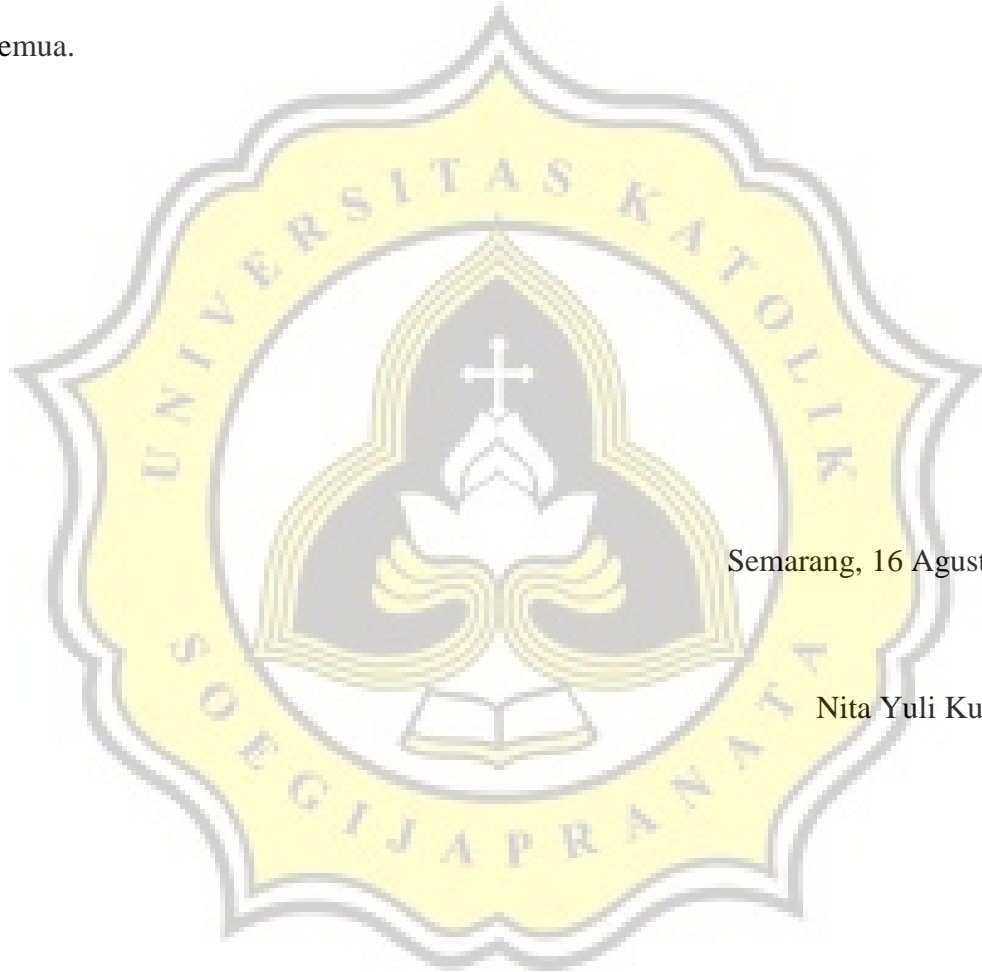 emua.
UNIVERSITAS KATOLIK
Semarang, 16 Agust
Nita Yuli Ku
SOEGIJAPRANATA